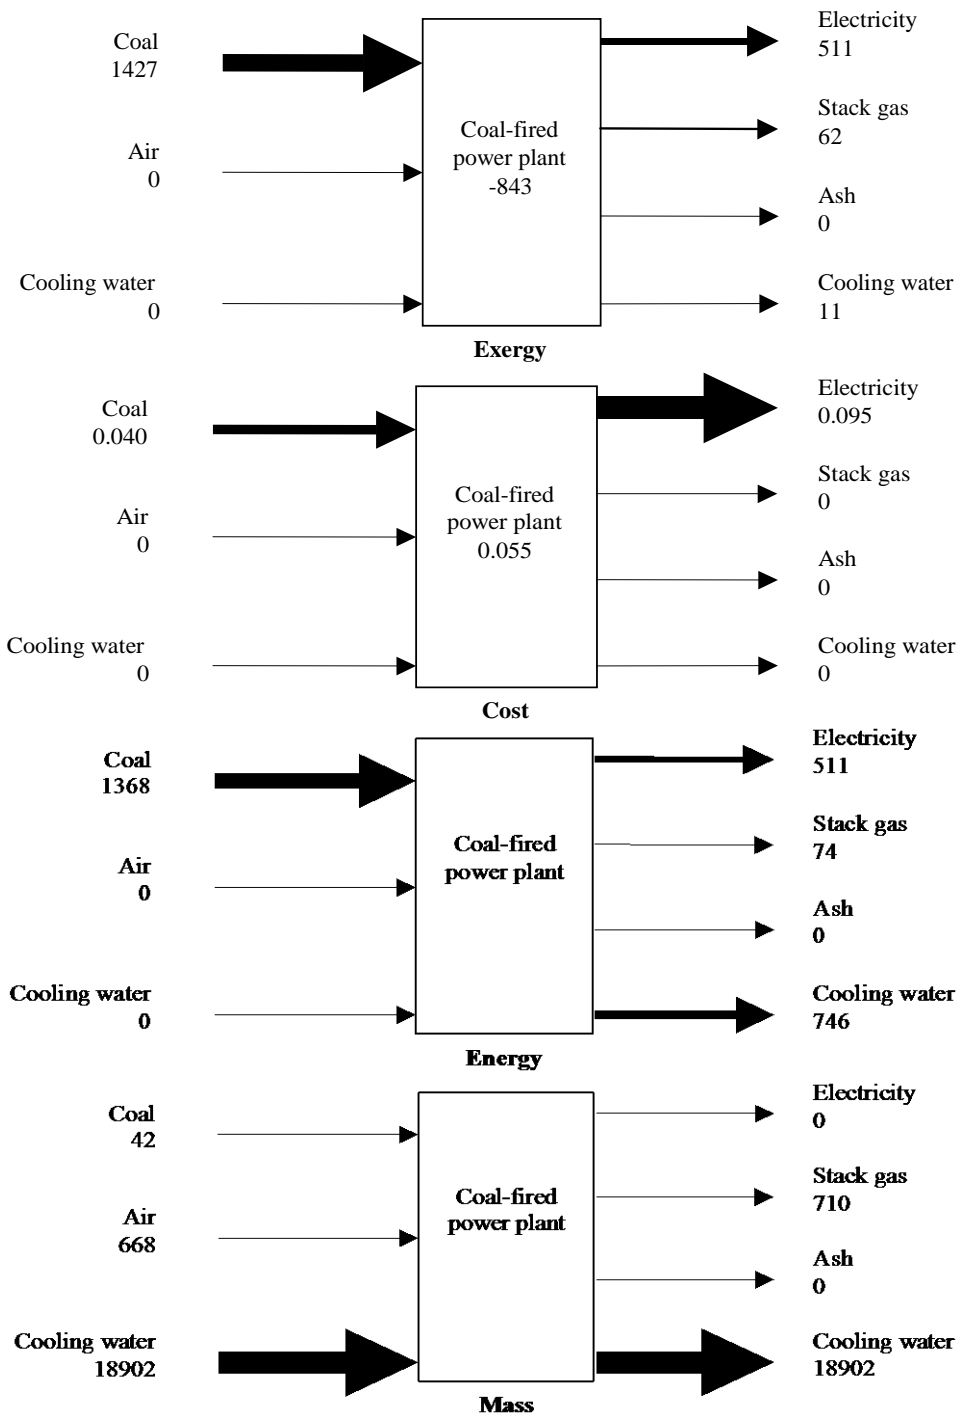 Coal
1427
Air
0
Cooling water
0
Coal-fired
power plant
-843
Electricity
511
Stack gas
62
Ash
0
Cooling water
11
Exergy
Coal
0.040
Air
0
Cooling water
0
Coal-fired
power plant
0.055
Electricity
0.095
Stack gas
0
Ash
0
Cooling water
0
Cost
Coal
1368
Air
0
Cooling water
0
Coal-fired
power plant
Electricity
511
Stack gas
74
Ash
0
Cooling water
746
Energy
Coal
42
Air
668
Cooling water
18902
Coal-fired
power plant
Electricity
0
Stack gas
710
Ash
0
Cooling water
18902
Mass